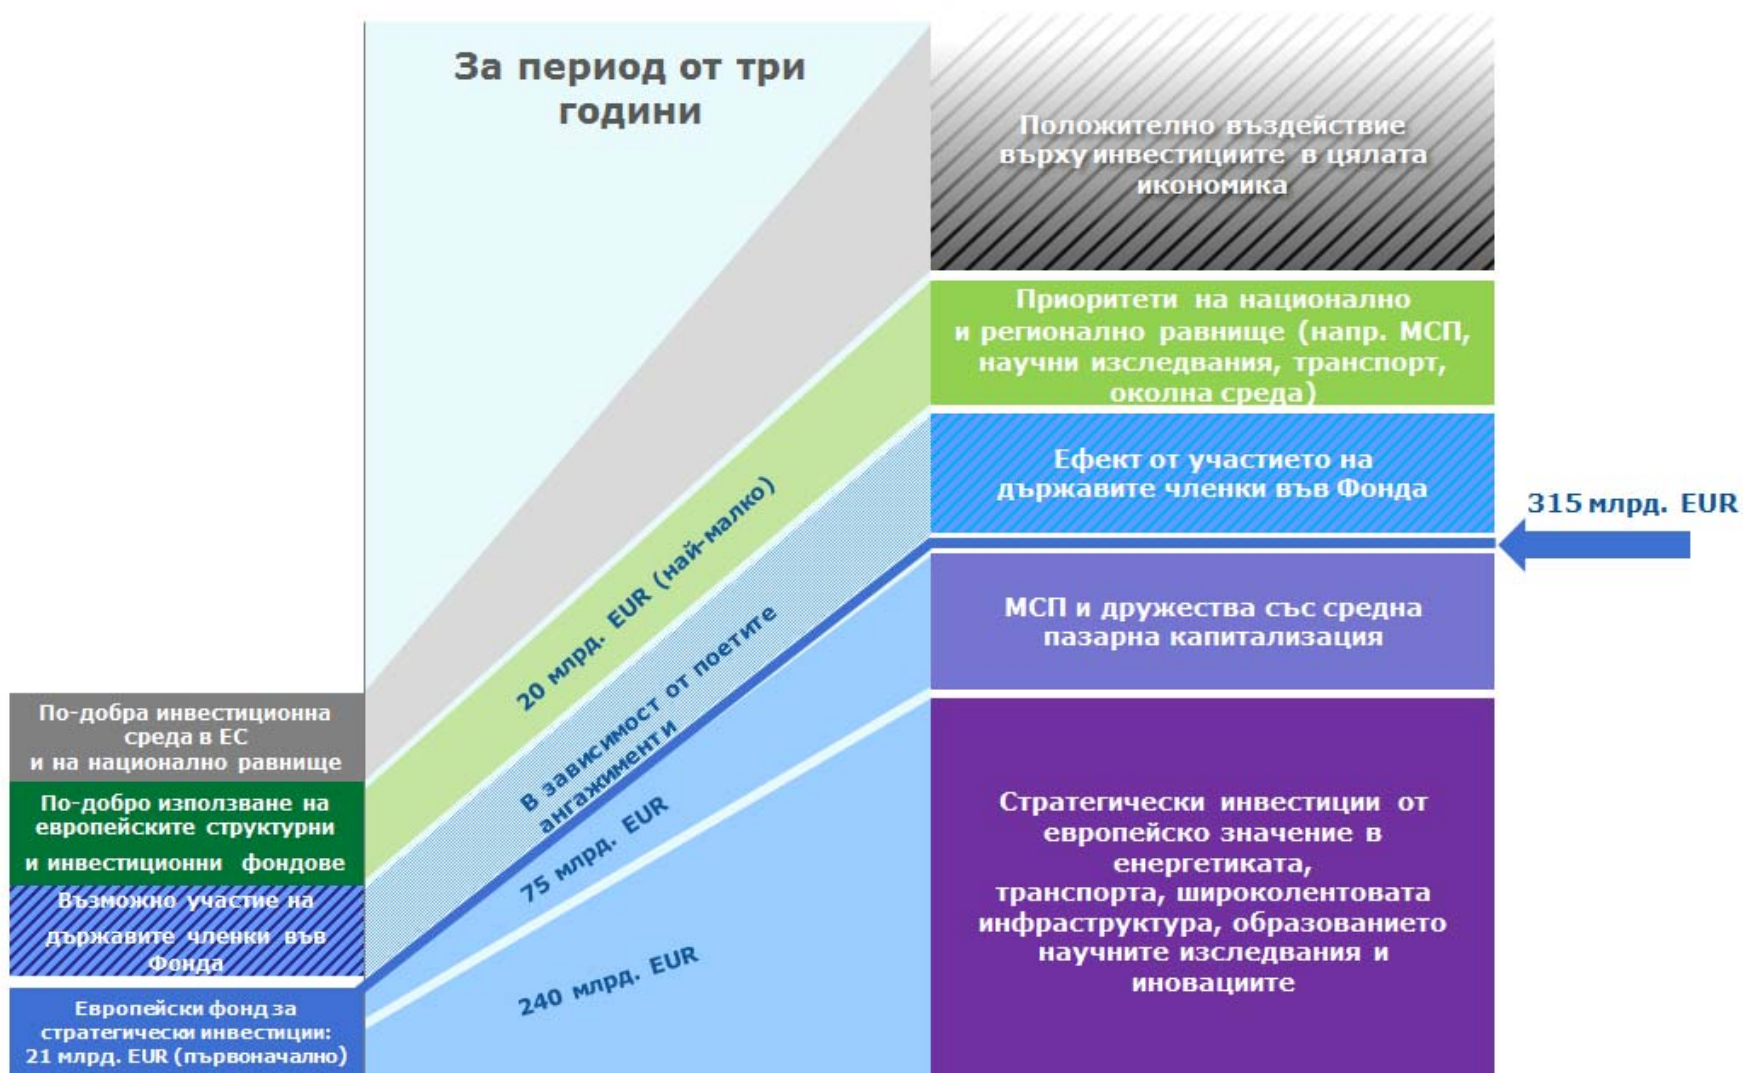 За период от три
години
Положително въздействие
върху инвестициите в цялата
икономика
Приоритети на национално
и регионално равнище (напр. МСП,
научни изследвания, транспорт,
околна среда)
Ефект от участието на
държавите членки във Фонда
315 млрд. EUR
МСП и дружества със средна
пазарна капитализация
Стратегически инвестиции от
европейско значение в
енергетиката,
транспорта, широколентовата
инфраструктура, образованието
научните изследвания и
иновациите
20 млрд. EUR (най-малко)
В зависимост от поетите
ангажименти
75 млрд. EUR
240 млрд. EUR
По-добра инвестиционна
среда в ЕС
и на национално равнище
По-добро използване на
европейските структурни
и инвестиционни фондове
Възможно участие на
държавите членки във
Фонда
Европейски фонд за
стратегически инвестиции:
21 млрд. EUR (първоначално)